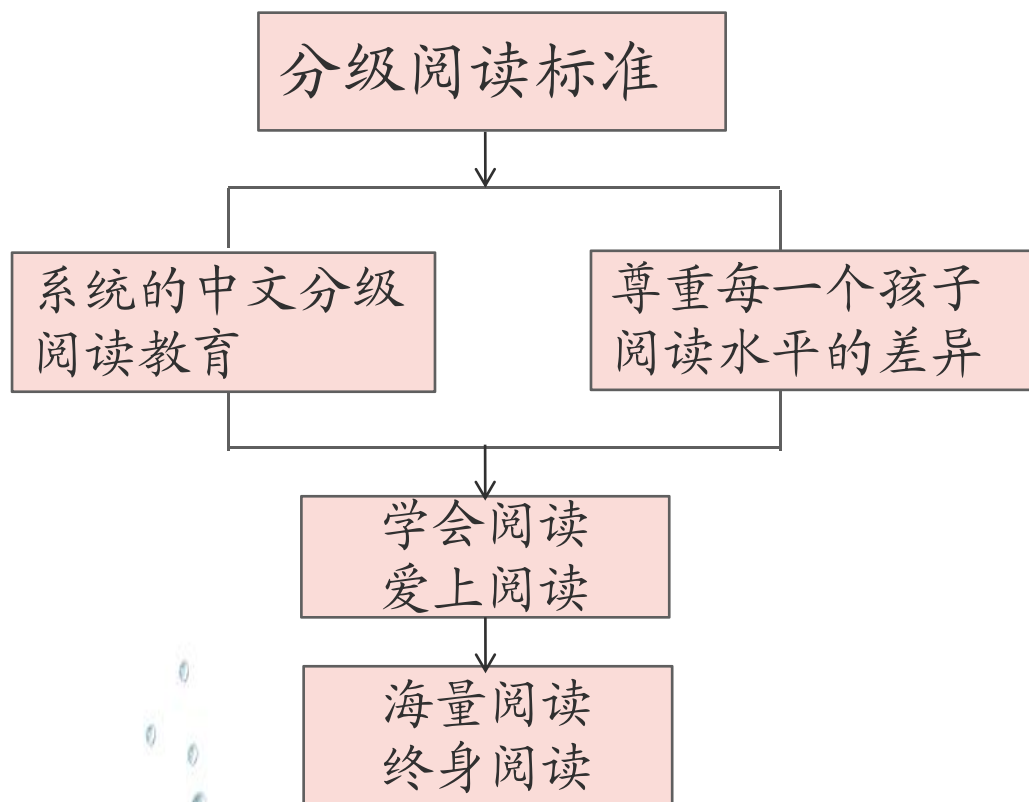 分级阅读标准
系统的中文分级
阅读教育
尊重每一个孩子
阅读水平的差异
学会阅读
爱上阅读
海量阅读
终身阅读